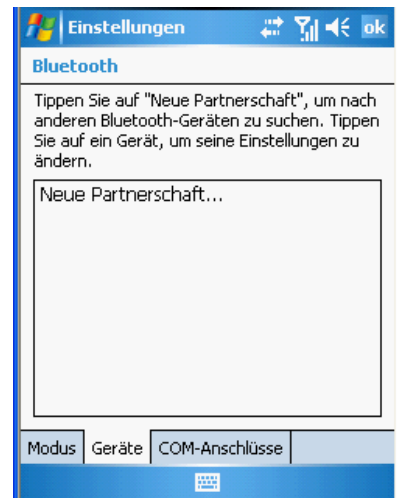 Einstellungen ok
Bluetooth
Tippen Sie auf "Neue Partnerschaft", um nach
anderen Bluetooth-Geräten zu suchen. Tippen
Sie auf ein Gerät, um seine Einstellungen zu
ändern.
Neue Partnerschaft...
Modus Geräte COM-Anschlüsse